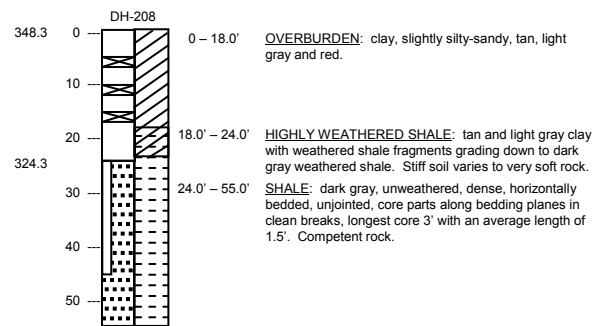 DH-208
348.3 0 --- 0 – 18.0' OVERBURDEN: clay, slightly silty-sandy, tan, light
gray and red.
10 ---
20 --- 18.0' – 24.0' HIGHLY WEATHERED SHALE: tan and light gray clay
with weathered shale fragments grading down to dark
324.3 gray weathered shale. Stiff soil varies to very soft rock.
30 --- 24.0' – 55.0' SHALE: dark gray, unweathered, dense, horizontally
bedded, unjointed, core parts along bedding planes in
clean breaks, longest core 3' with an average length of
1.5'. Competent rock.
40 ---
50 ---